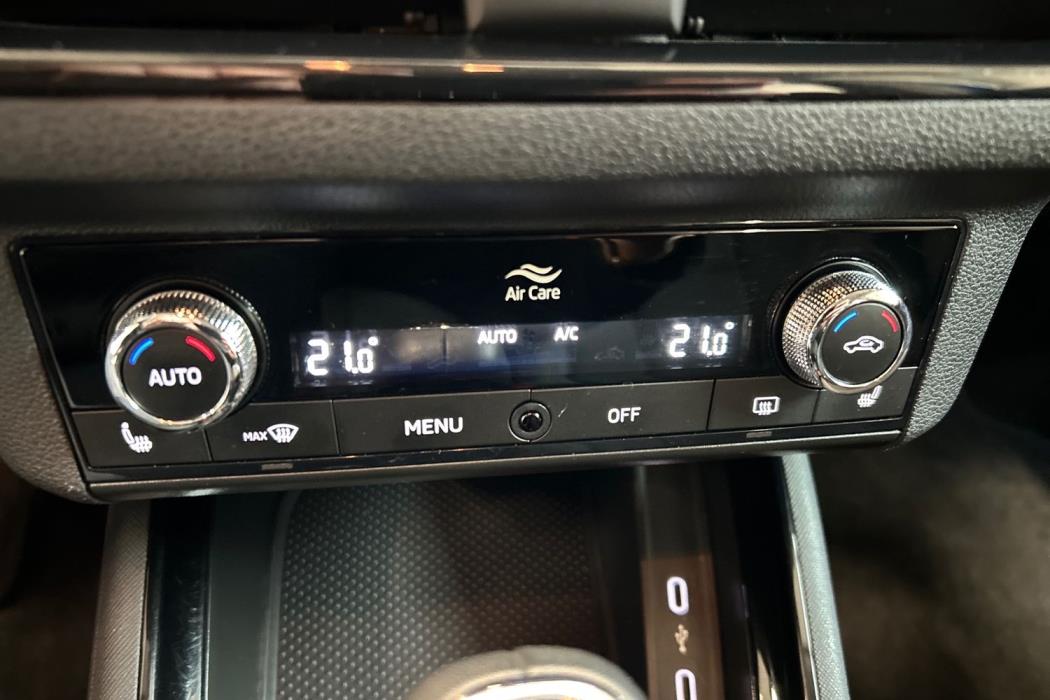 Air Care
21.0°
AUTO
A/C
21.0°
AUTO
MAX
MENU
OFF